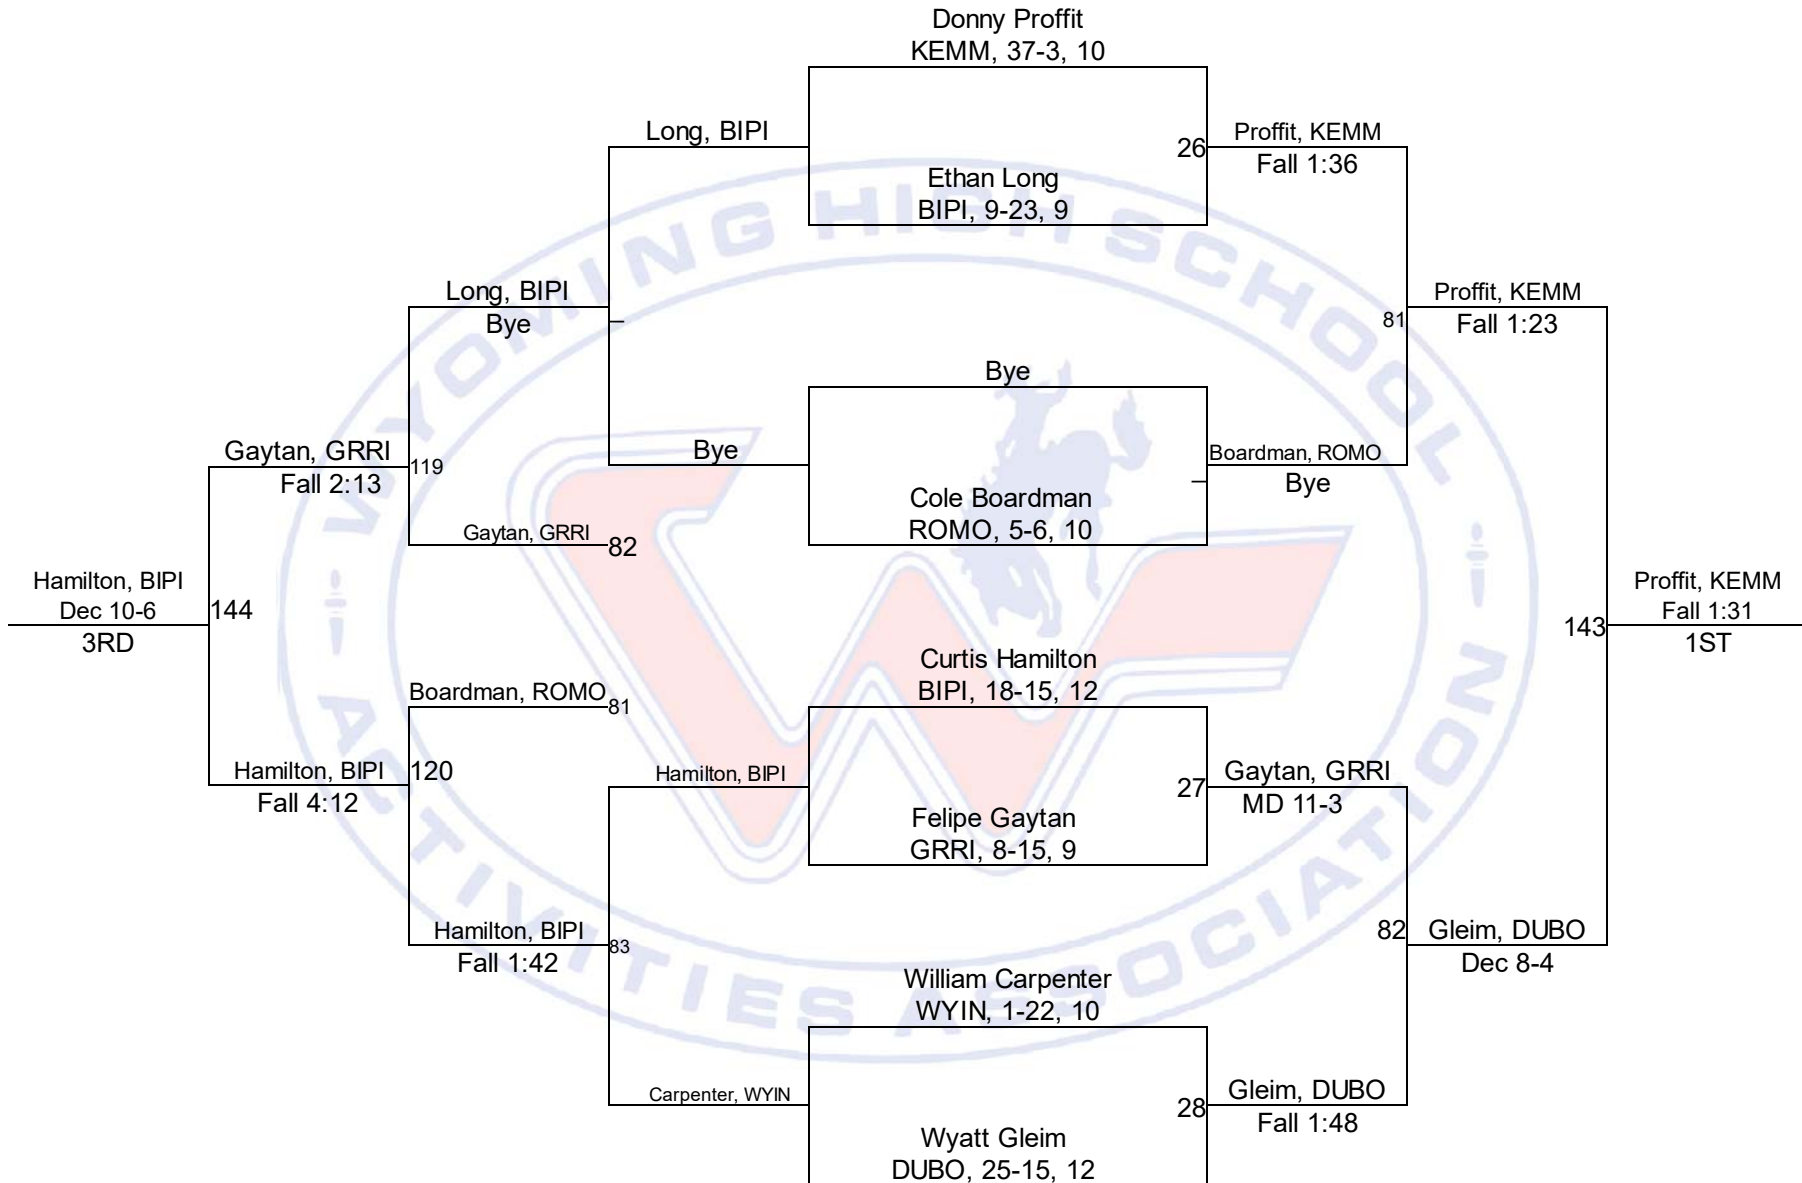 Donny Proffit
KEMM, 37-3, 10
Long, BIPI
26
Proffit, KEMM
Fall 1:36
Ethan Long
BIPI, 9-23, 9
Long, BIPI
Bye
Proffit, KEMM
81
Fall 1:23
Bye
Gaytan, GRRI
119
Fall 2:13
Bye
Boardman, ROMO
Bye
Cole Boardman
ROMO, 5-6, 10
Gaytan, GRRI
82
Hamilton, BIPI
Dec 10-6
144
3RD
Proffit, KEMM
Fall 1:31
143
1ST
Curtis Hamilton
BIPI, 18-15, 12
Boardman, ROMO
81
Hamilton, BIPI
120
Fall 4:12
Hamilton, BIPI
27
Gaytan, GRRI
MD 11-3
Felipe Gaytan
GRRI, 8-15, 9
Hamilton, BIPI
83
Fall 1:42
82
Gleim, DUBO
Dec 8-4
William Carpenter
WYIN, 1-22, 10
Carpenter, WYIN
28
Gleim, DUBO
Fall 1:48
Wyatt Gleim
DUBO, 25-15, 12
WYOMING HIGH SCHOOL
ACTIVITIES ASSOCIATION